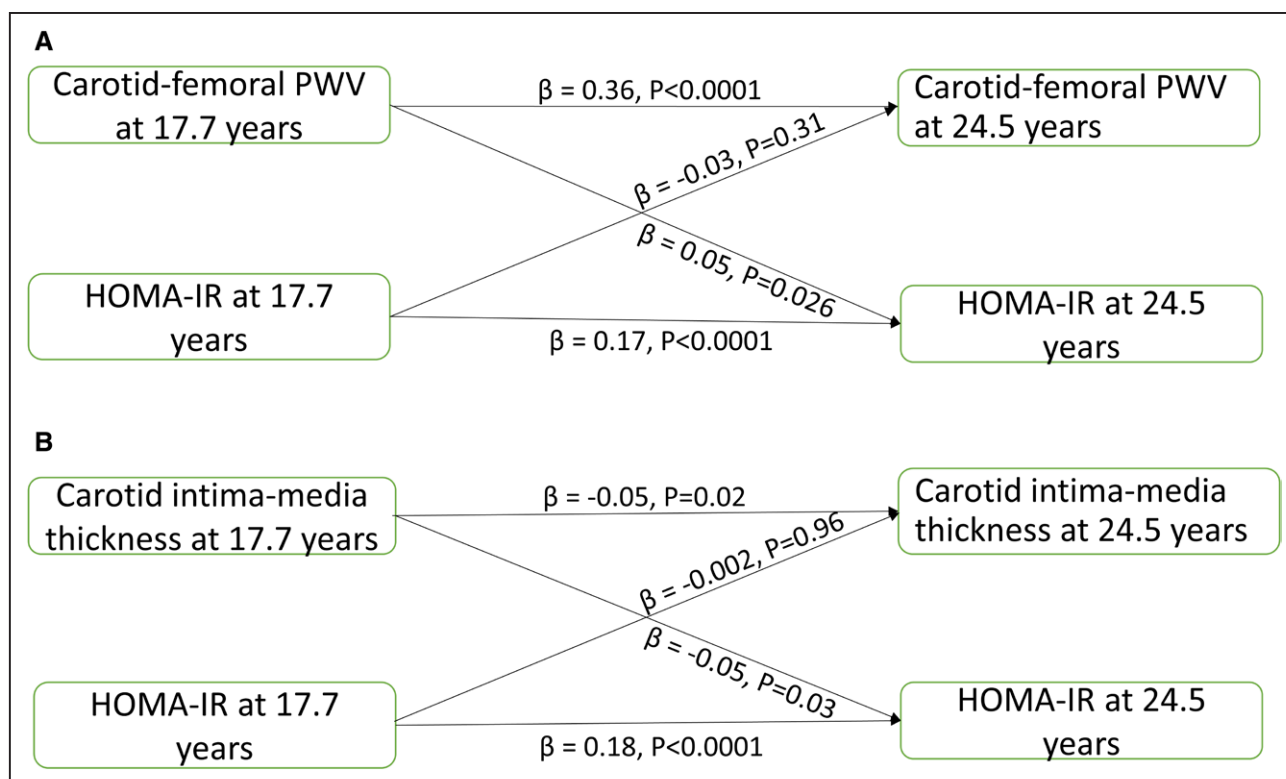 A
Carotid-femoral PWV
at 17.7 years
β = 0.36, P<0.0001
Carotid-femoral PWV
at 24.5 years
β = -0.03, P=0.31
β = 0.05, P=0.026
HOMA-IR at 17.7
years
β = 0.17, P<0.0001
HOMA-IR at 24.5
years
B
Carotid intima-media
thickness at 17.7 years
β = -0.05, P=0.02
Carotid intima-media
thickness at 24.5 years
β = -0.002, P=0.96
β = -0.05, P=0.03
HOMA-IR at 17.7
years
β = 0.18, P<0.0001
HOMA-IR at 24.5
years